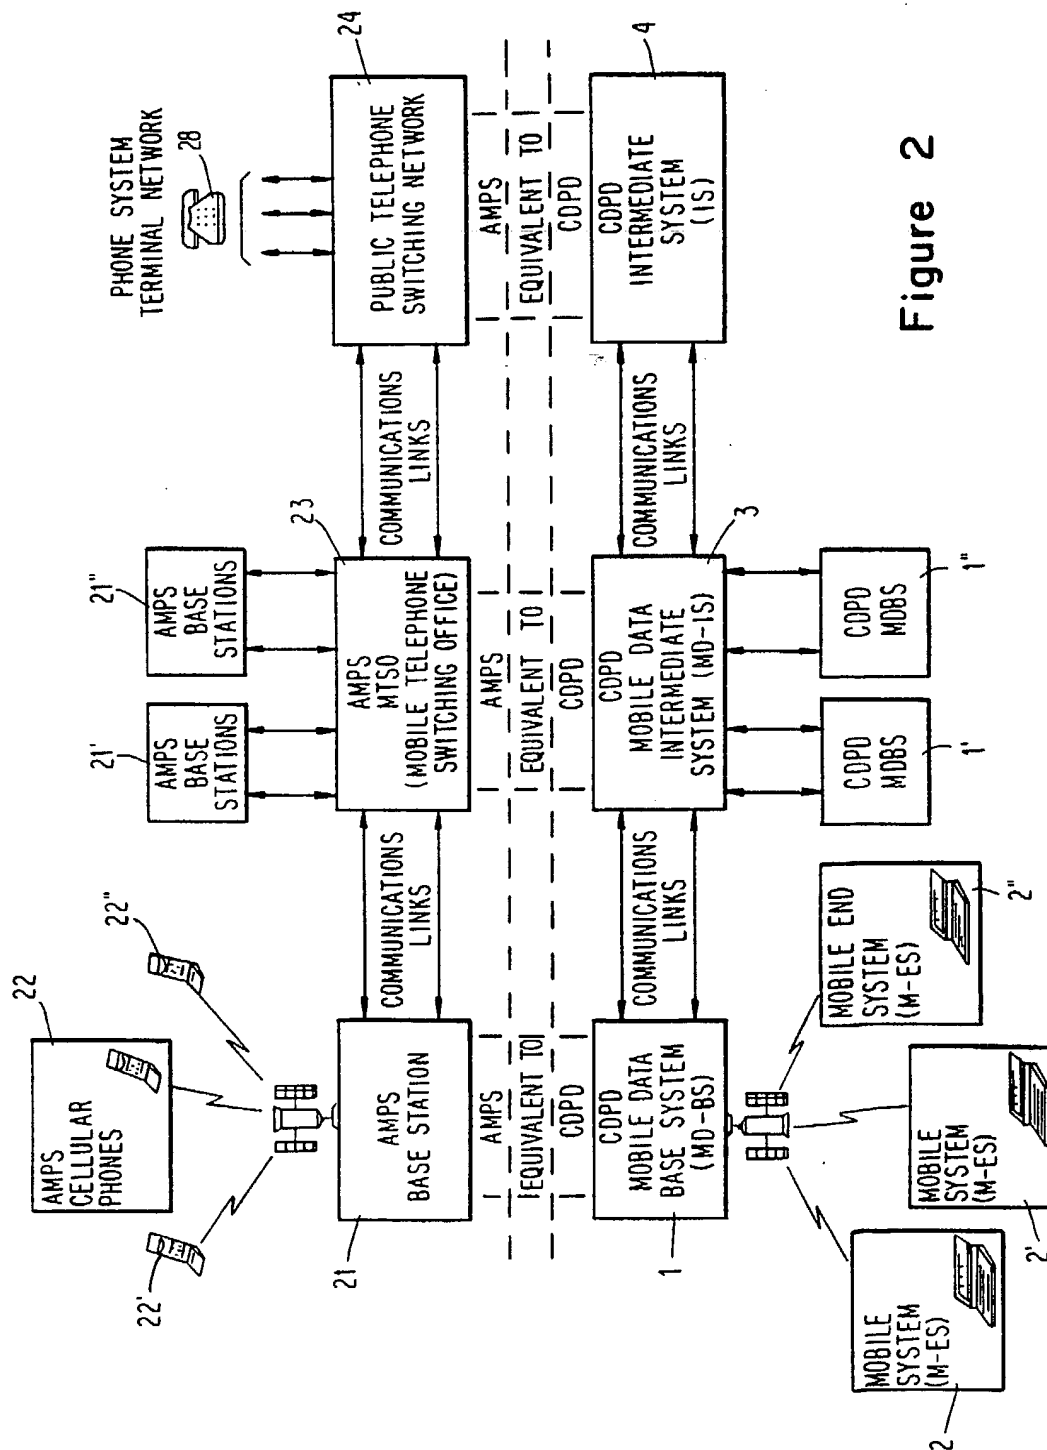 22
AMPS
CELLULAR
PHONES
22'
22"
PHONE SYSTEM
TERMINAL NETWORK
28
21'
AMPS
BASE
STATIONS
21"
AMPS
BASE
STATIONS
21
AMPS
BASE STATION
COMMUNICATIONS
LINKS
23
AMPS
MTSO
(MOBILE TELEPHONE
SWITCHING OFFICE)
COMMUNICATIONS
LINKS
24
PUBLIC TELEPHONE
SWITCHING NETWORK
AMPS
EQUIVALENT TO
CDPD
AMPS
EQUIVALENT TO
CDPD
AMPS
EQUIVALENT TO
CDPD
1
CDPD
MOBILE DATA
BASE SYSTEM
(MD-BS)
COMMUNICATIONS
LINKS
3
CDPD
MOBILE DATA
INTERMEDIATE
SYSTEM (MD-IS)
COMMUNICATIONS
LINKS
4
CDPD
INTERMEDIATE
SYSTEM
(IS)
2
MOBILE
SYSTEM
(M-ES)
2'
MOBILE
SYSTEM
(M-ES)
2"
MOBILE END
SYSTEM
(M-ES)
1'
CDPD
MDBS
1"
CDPD
MDBS
Figure 2